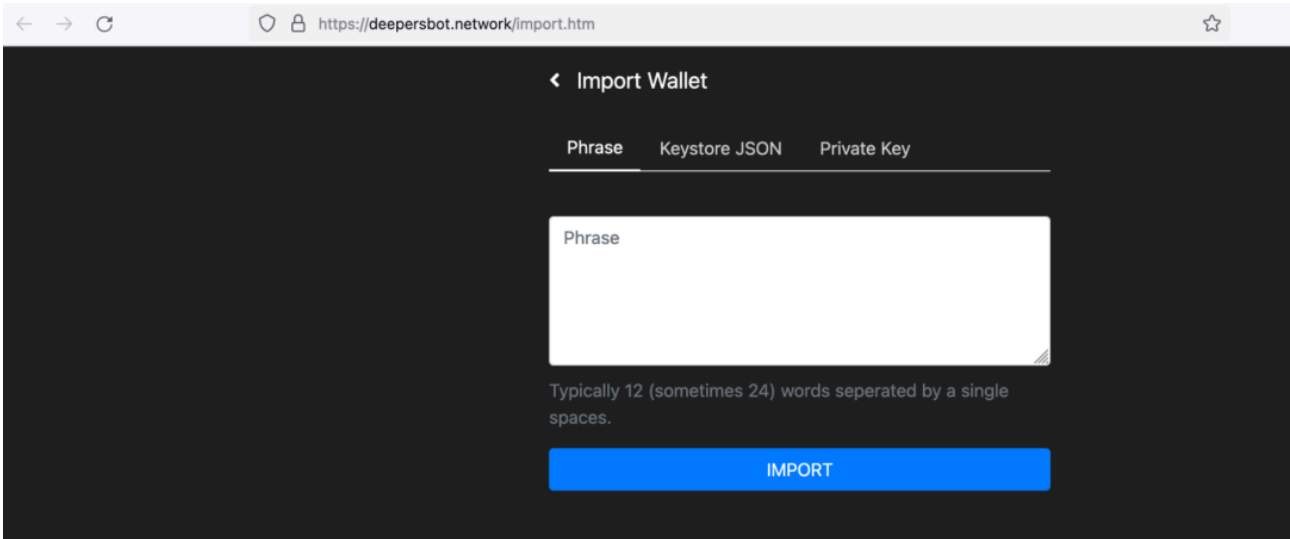 https://deepersbot.network/import.htm
Import Wallet
Phrase Keystore JSON Private Key
Phrase
Typically 12 (sometimes 24) words seperated by a single
spaces.
IMPORT